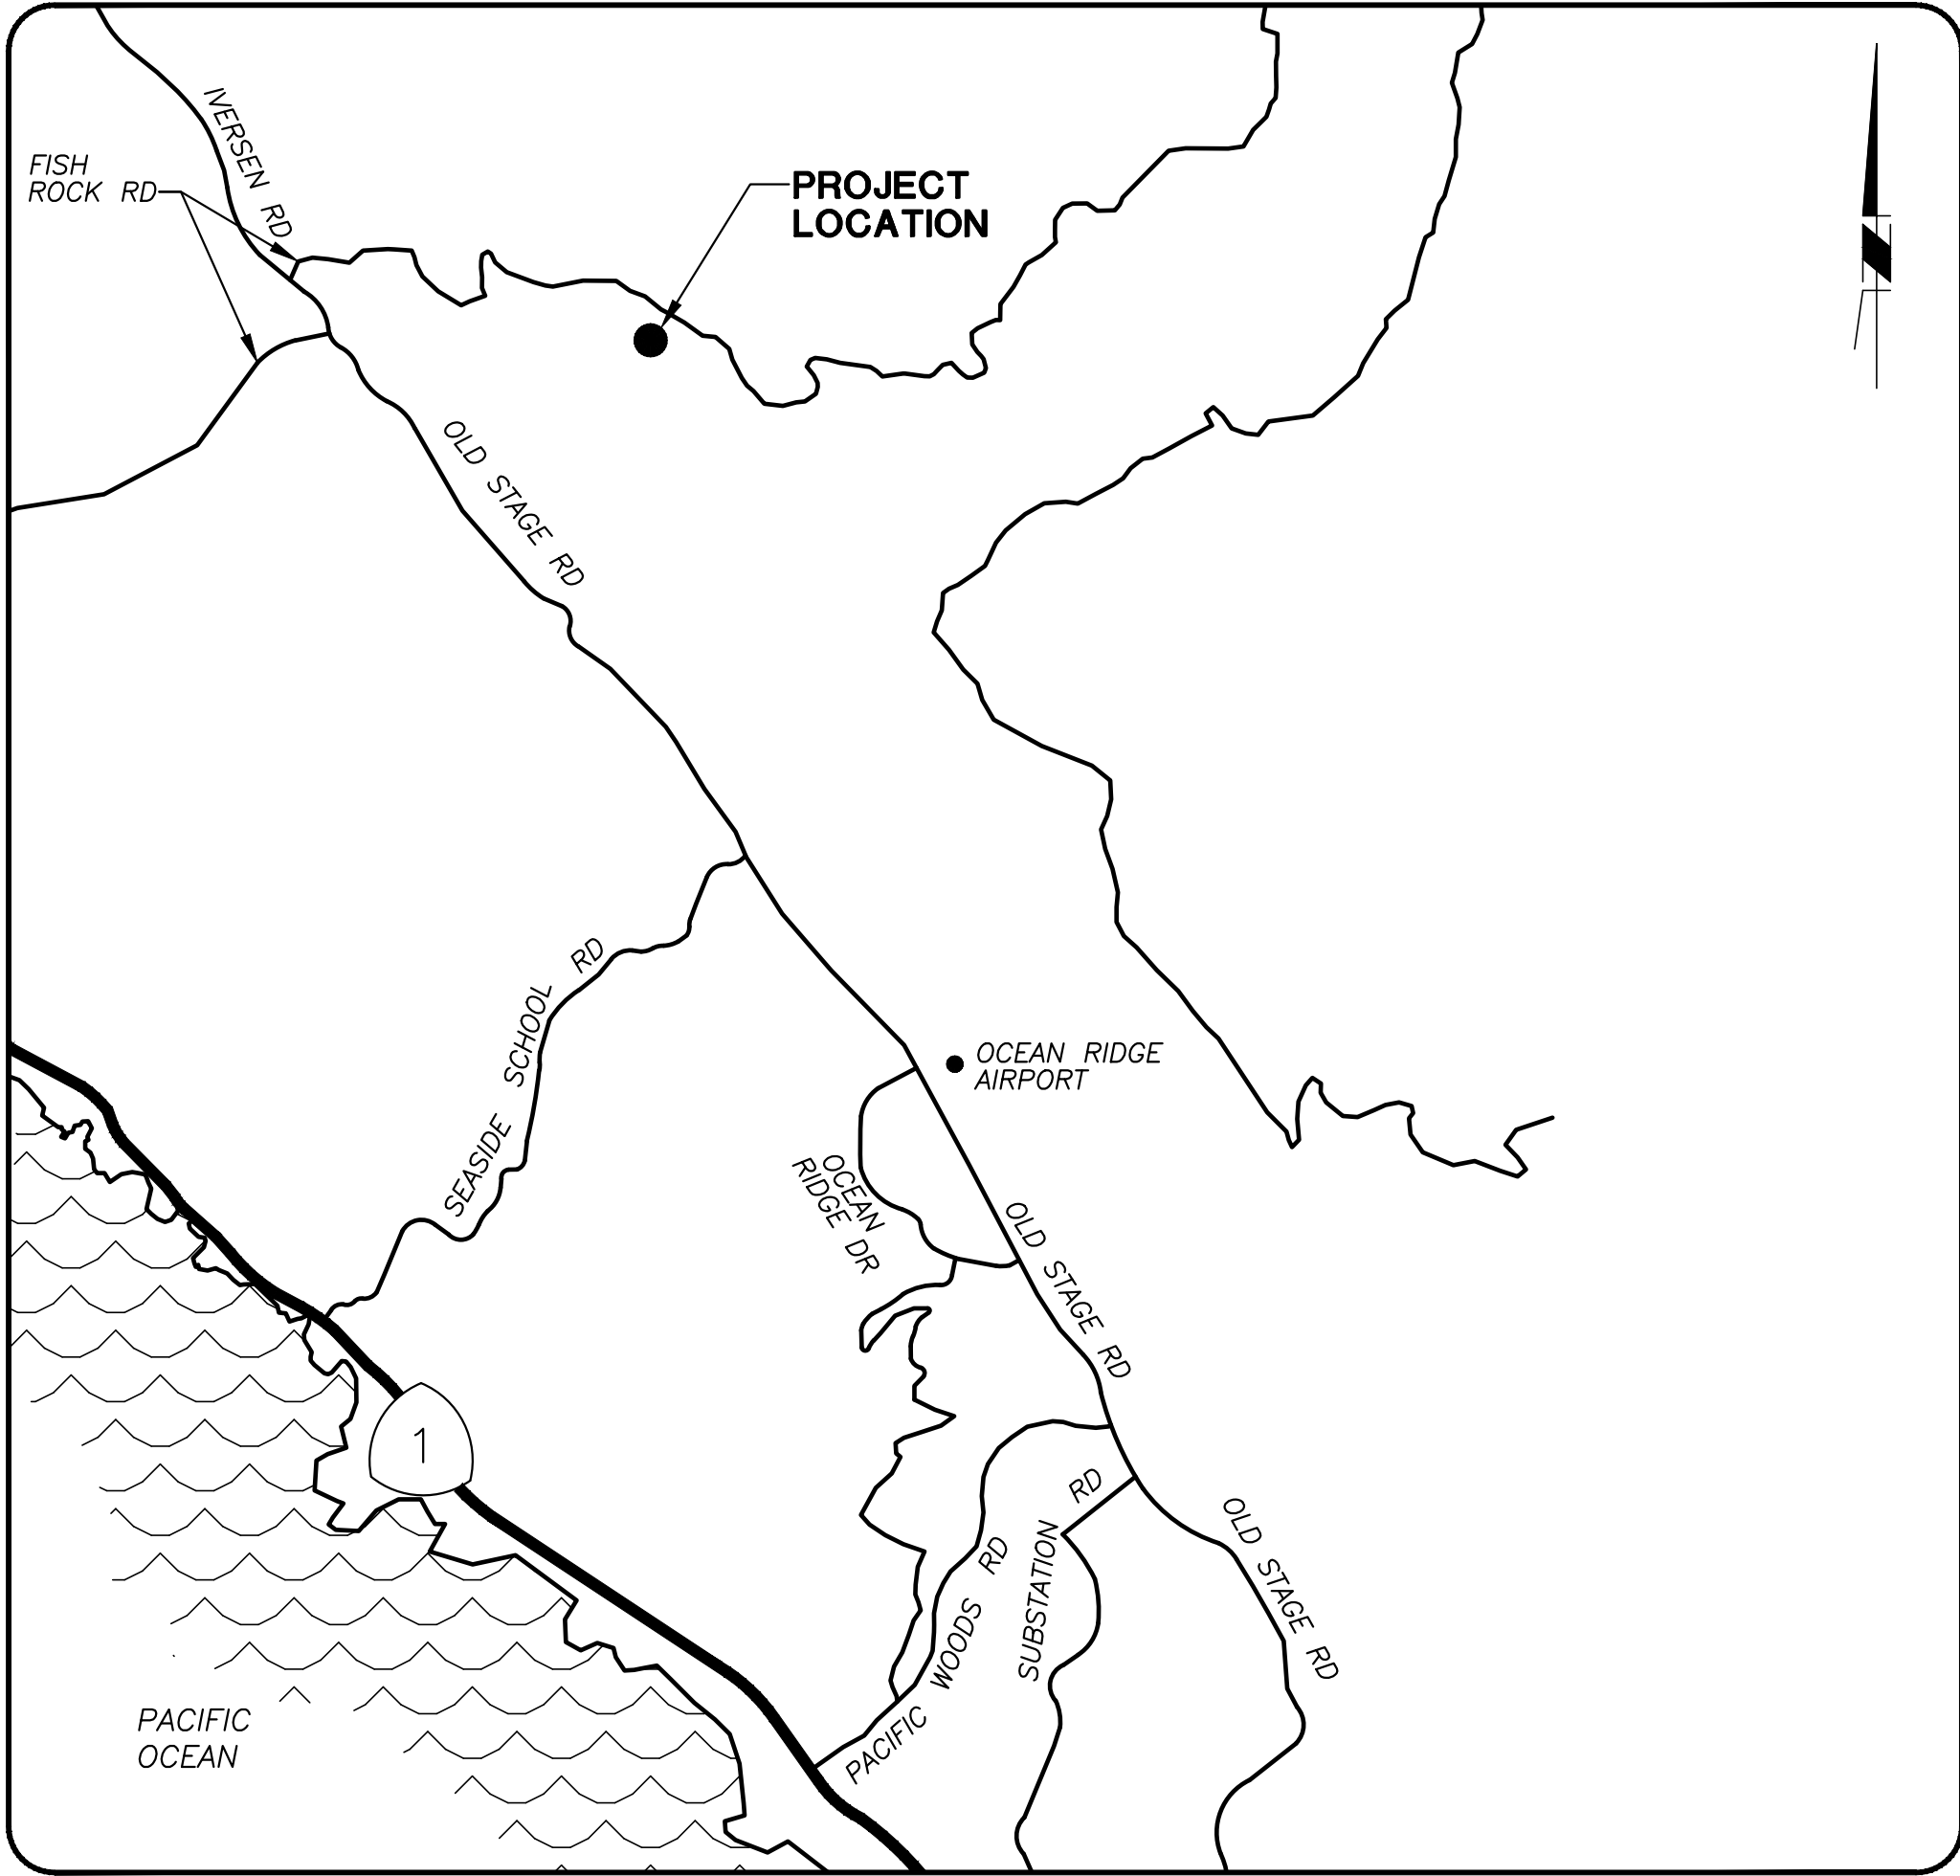 IVERSEN RD
FISH
ROCK RD
PROJECT
LOCATION
N
OLD STAGE RD
SEASIDE SCHOOL RD
OCEAN RIDGE
AIRPORT
OCEAN
RIDGE DR
OLD STAGE RD
1
SUBSTATION RD
OLD STAGE RD
PACIFIC WOODS RD
PACIFIC
OCEAN